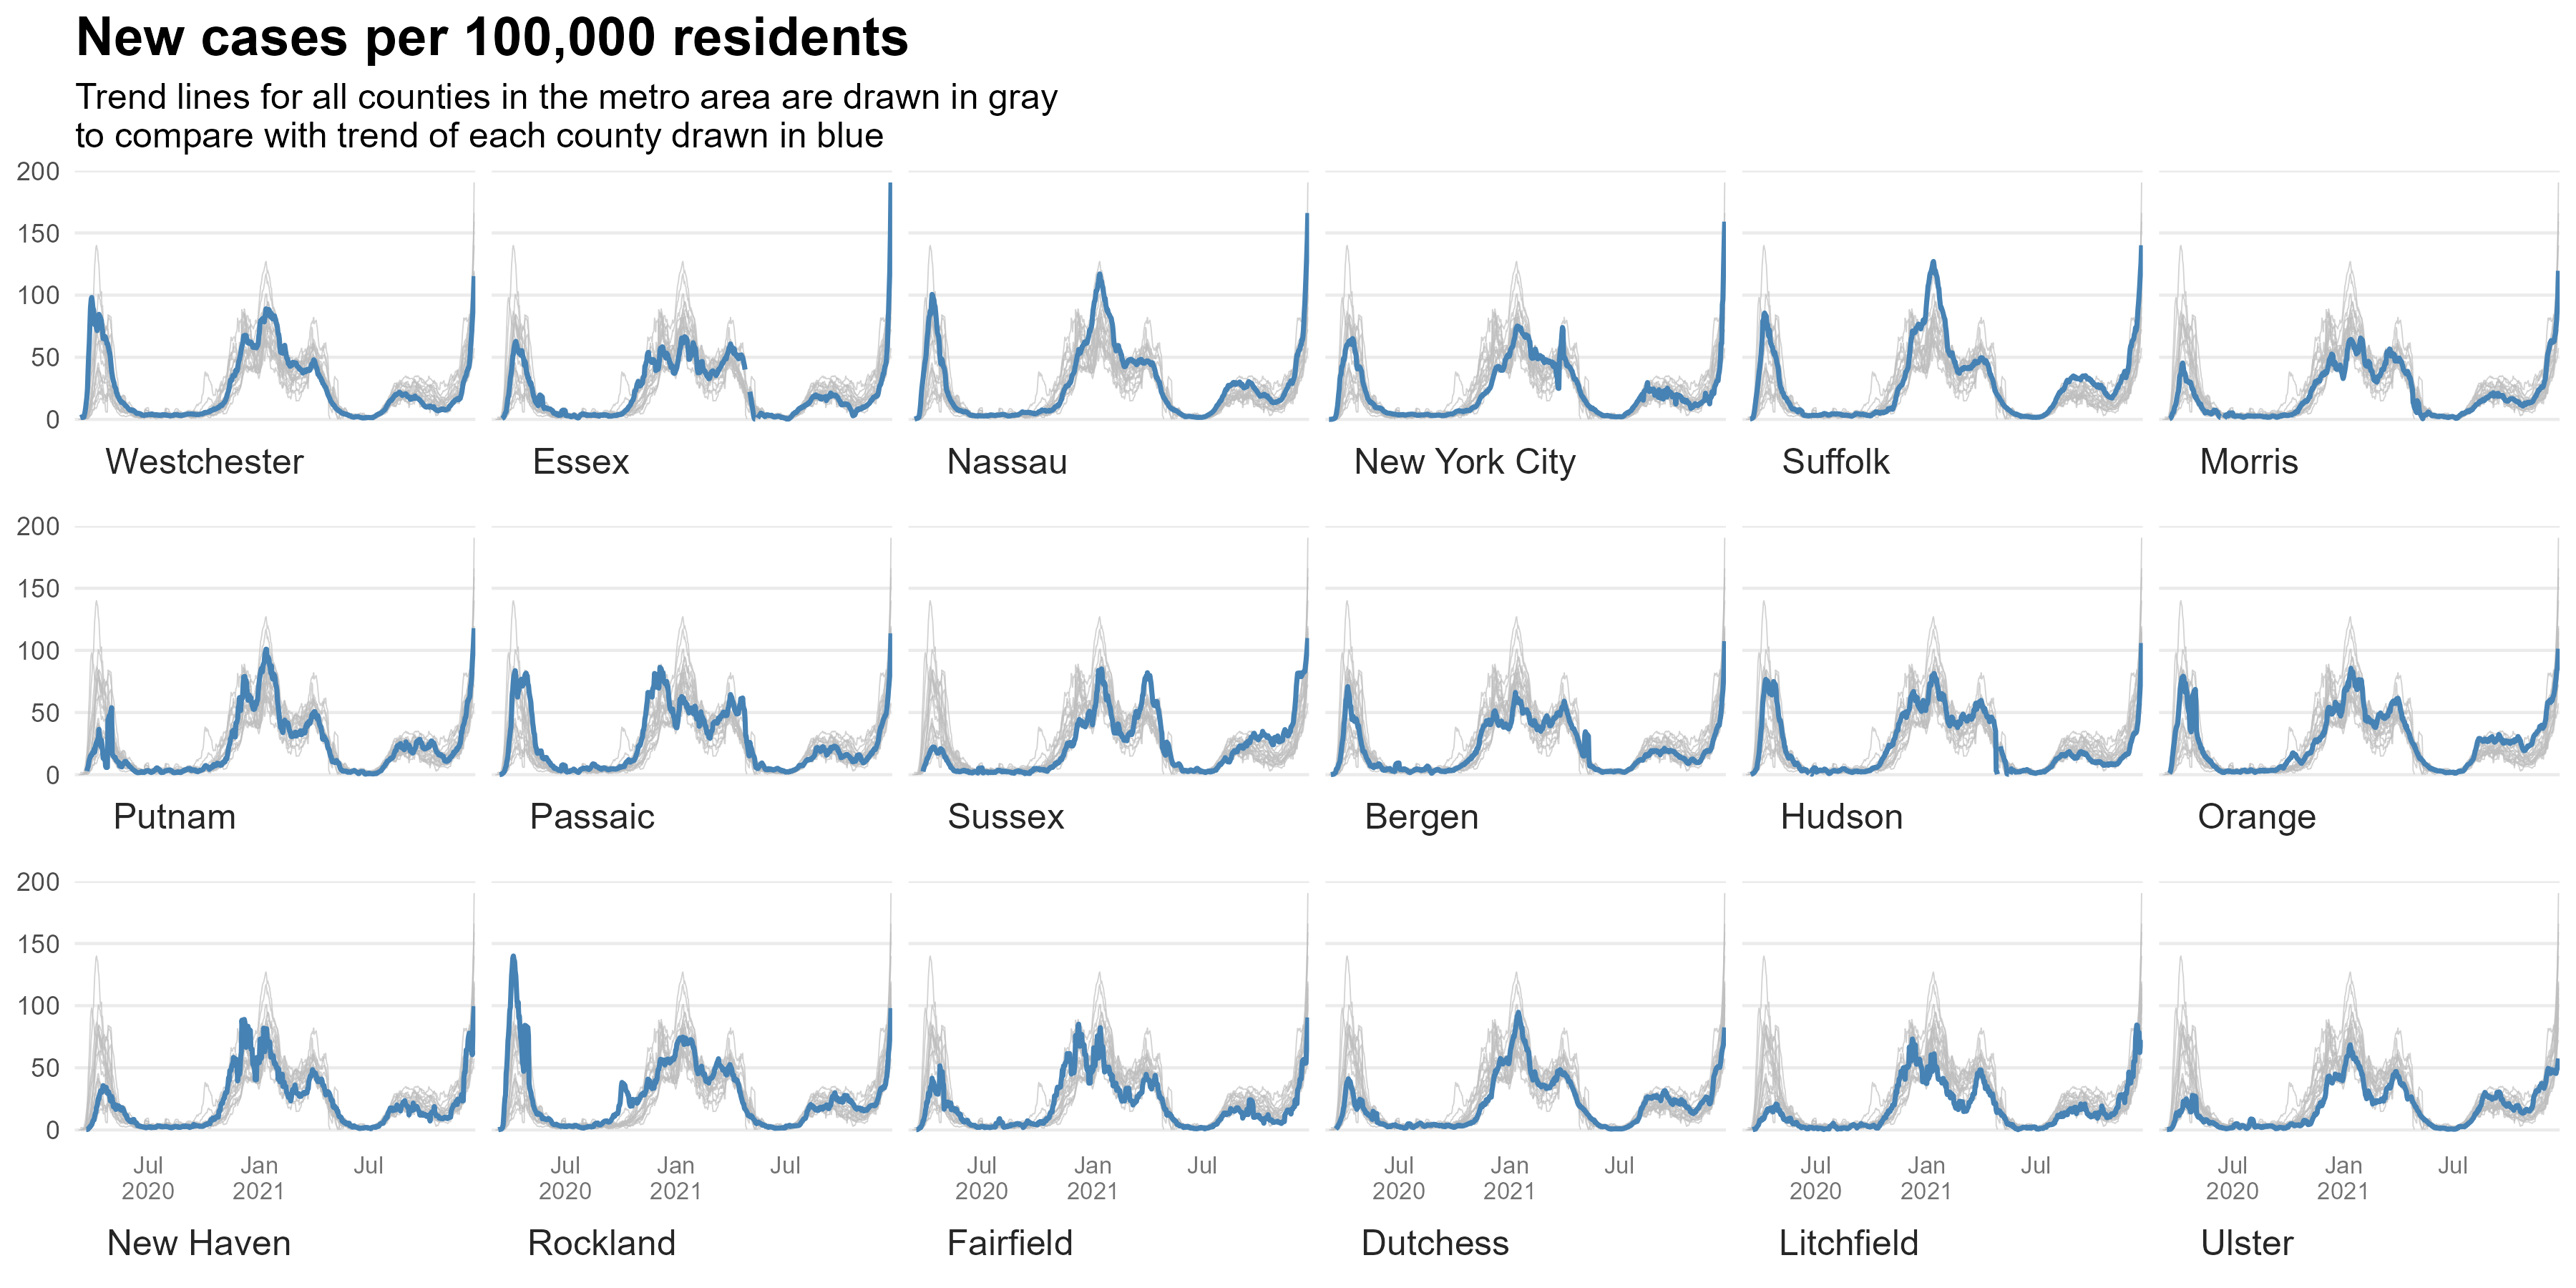 New cases per 100,000 residents
Trend lines for all counties in the metro area are drawn in gray
to compare with trend of each county drawn in blue
200
150
100
50
0
Westchester Essex Nassau New York City Suffolk Morris
200
150
100
50
0
Putnam Passaic Sussex Bergen Hudson Orange
200
150
100
50
0
Jul Jan Jul Jul Jan Jul Jul Jan Jul Jul Jan Jul Jul Jan Jul Jul Jan Jul
2020 2021 2020 2021 2020 2021 2020 2021 2020 2021 2020 2021
New Haven Rockland Fairfield Dutchess Litchfield Ulster